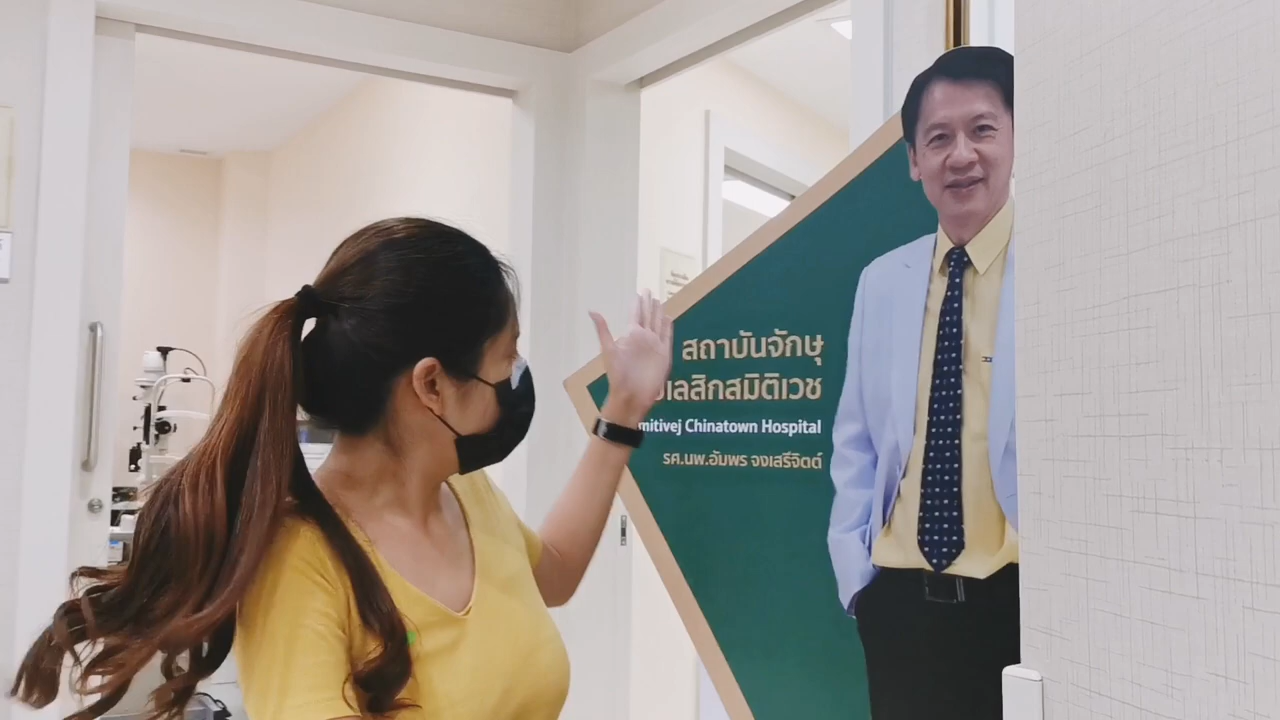 สถาบันจักษุ
เลสิกสมิติเวช
Chinatown Hospital
รศ.นพ.อัมพร จงเสรีจิตต์